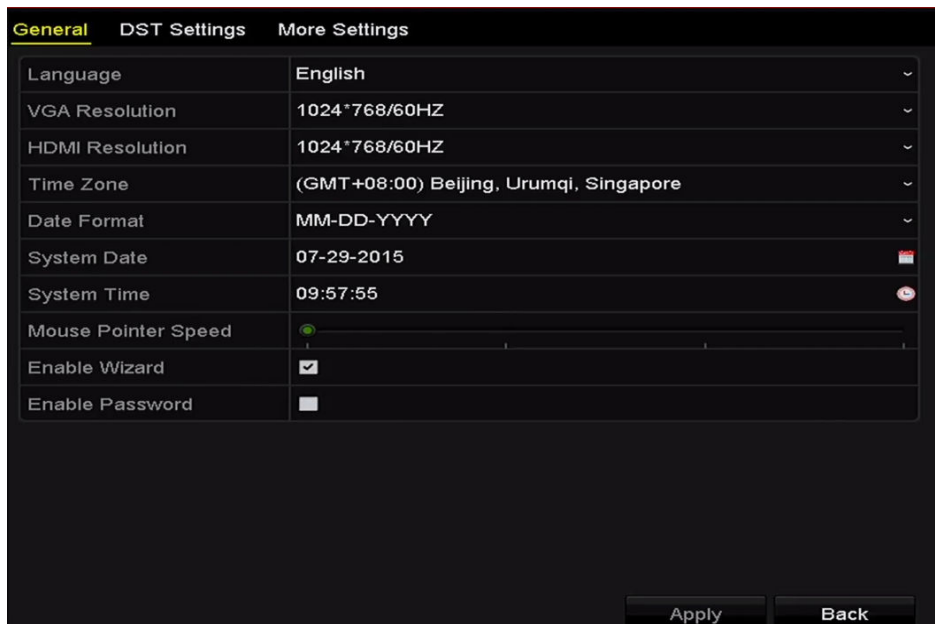 General DST Settings More Settings
Language English
VGA Resolution 1024*768/60HZ
HDMI Resolution 1024*768/60HZ
Time Zone (GMT+08:00) Beijing, Urumqi, Singapore
Date Format MM-DD-YYYY
System Date 07-29-2015
System Time 09:57:55
Mouse Pointer Speed
Enable Wizard
Enable Password
Apply Back